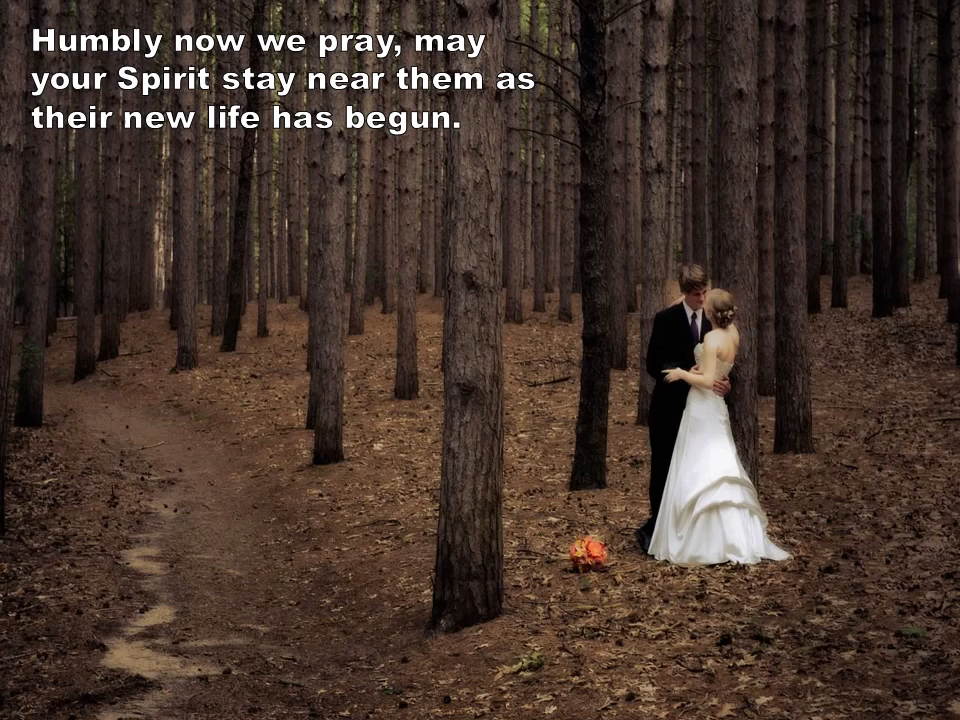 Humbly now we pray, may
your Spirit stay near them as
their new life has begun.